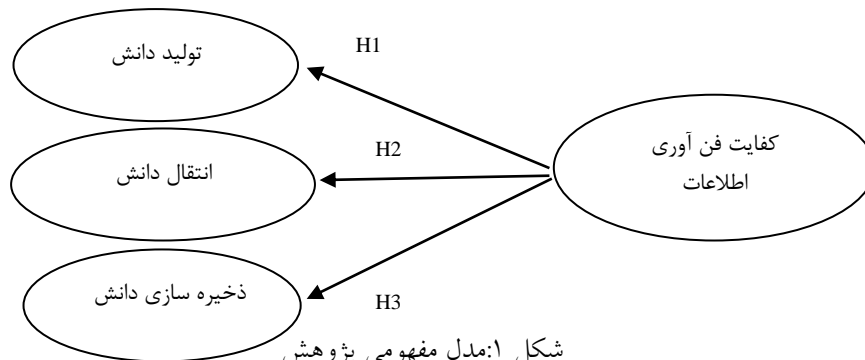 تولید دانش
H1
کفایت فن آوری
اطلاعات
انتقال دانش
H2
ذخیره سازی دانش
H3
شکل ۱:مدل مفهومی پژوهش